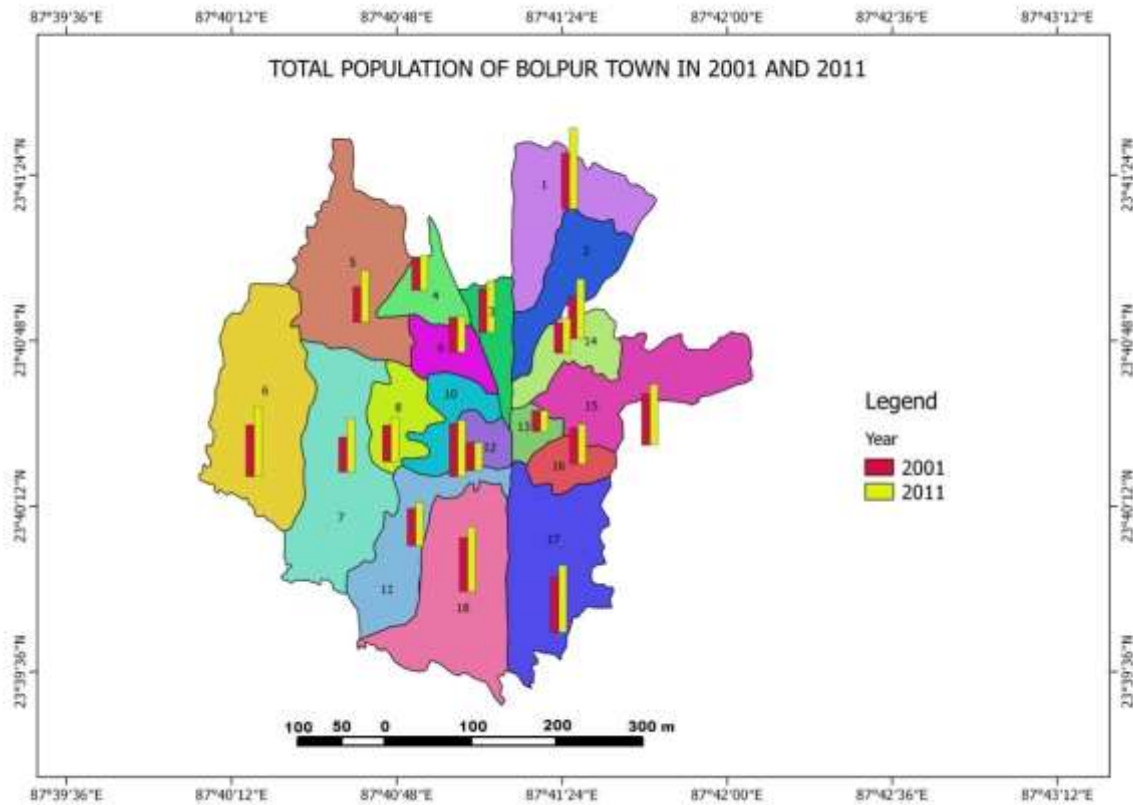 87°39'36"E 87°40'12"E 87°40'48"E 87°41'24"E 87°42'00"E 87°42'36"E 87°43'12"E
TOTAL POPULATION OF BOLPUR TOWN IN 2001 AND 2011
23°41'24"N 23°41'24"N
1
2
5
4
3
23°40'48"N 23°40'48"N
14
6
8
10
15
13
12
16
Legend
Year
2001
2011
23°40'12"N 23°40'12"N
7
17
11
18
23°39'36"N 23°39'36"N
100 50 0 100 200 300 m
87°39'36"E 87°40'12"E 87°40'48"E 87°41'24"E 87°42'00"E 87°42'36"E 87°43'12"E